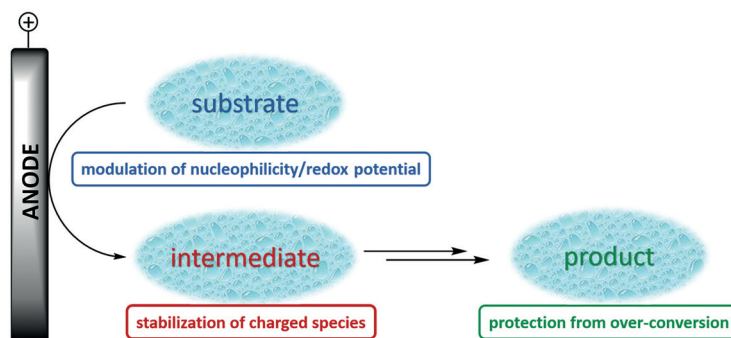 +
substrate
modulation of nucleophilicity/redox potential
ANODE
intermediate
product
stabilization of charged species
protection from over-conversion